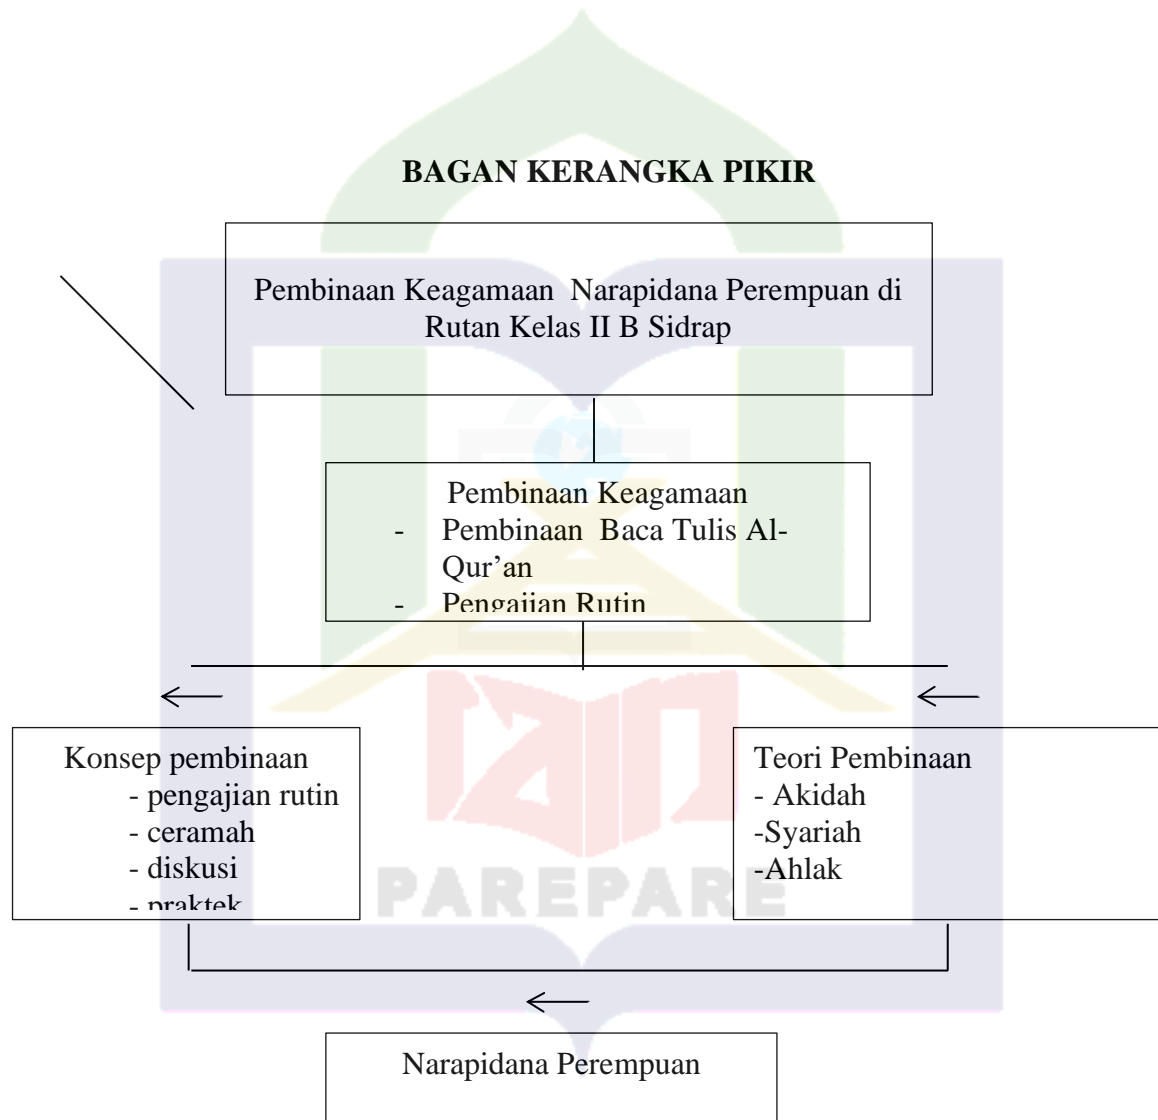 BAGAN KERANGKA PIKIR
Pembinaan Keagamaan Narapidana Perempuan di
Rutan Kelas II B Sidrap
Pembinaan Keagamaan
- Pembinaan Baca Tulis Al-
Qur’an
- Pengajian Rutin
Konsep pembinaan
- pengajian rutin
- ceramah
- diskusi
- praktek
Teori Pembinaan
- Akidah
-Syariah
-Ahlak
iain
PAREPARE
Narapidana Perempuan